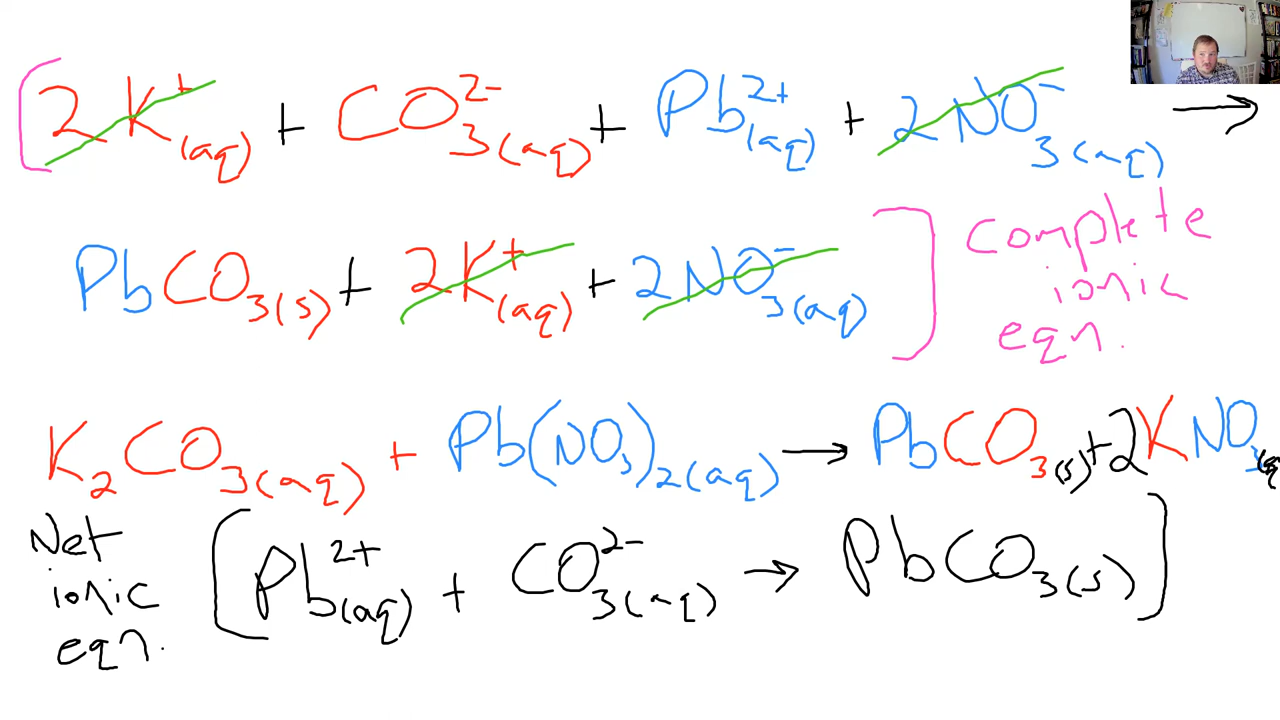 2K⁺(aq) + CO₃²⁻(aq) + Pb²⁺(aq) + 2NO₃⁻(aq) →
PbCO₃(s) + 2K⁺(aq) + 2NO₃⁻(aq)
complete
ionic
eqn.
K₂CO₃(aq) + Pb(NO₃)₂(aq) → PbCO₃(s) + 2KNO₃(aq
Net
ionic
eqn.
[Pb²⁺(aq) + CO₃²⁻(aq) → PbCO₃(s)]